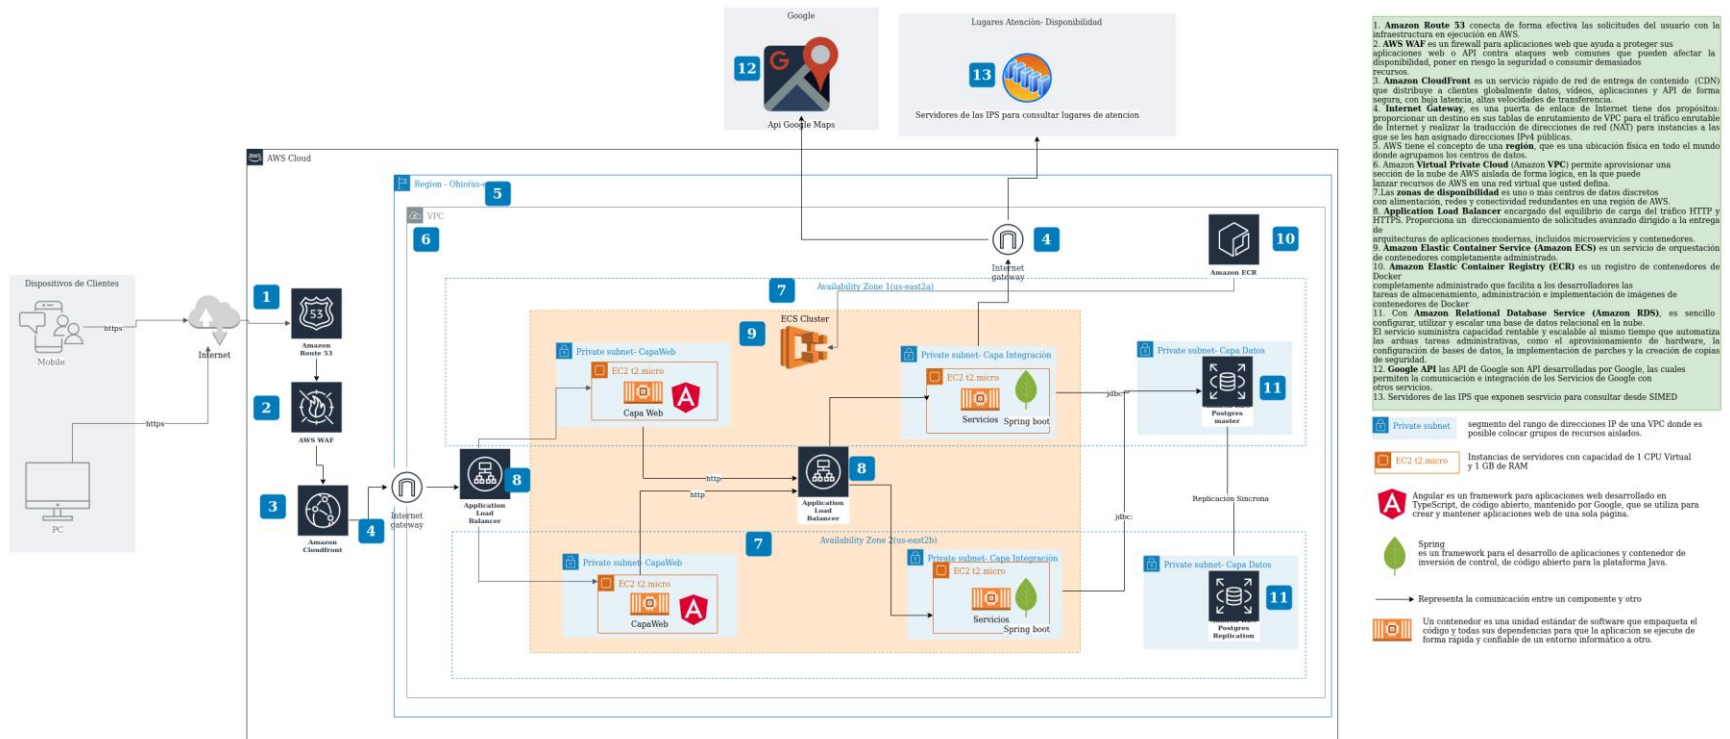 Google
12
Api Google Maps
Lugares Atención- Disponibilidad
13
Servidores de las IPS para consultar lugares de atencion
AWS Cloud
Region - Ohio(us-e
5
VPC
6
Internet
gateway
4
Amazon ECR
10
Dispositivos de Clientes
Mobile
https
PC
https
Internet
1
53
Amazon
Route 53
2
AWS WAF
3
Amazon
Cloudfront
4
Internet
gateway
Application
Load
Balancer
8
7
Availability Zone 1(us-east2a)
9
ECS Cluster
Private subnet- CapaWeb
EC2 t2.micro
Capa Web
Private subnet- Capa Integración
EC2 t2.micro
Servicios
Spring boot
Private subnet- Capa Datos
Postgres
master
11
jdbc:
http
http
Application
Load
Balancer
8
Replicación Sincrona
jdbc:
7
Availability Zone 2(us-east2b)
Private subnet- CapaWeb
EC2 t2.micro
CapaWeb
Private subnet- Capa Integración
EC2 t2.micro
Servicios
Spring boot
Private subnet- Capa Datos
Postgres
Replication
11
1. Amazon Route 53 conecta de forma efectiva las solicitudes del usuario con la
infraestructura en ejecución en AWS.
2. AWS WAF es un firewall para aplicaciones web que ayuda a proteger sus
aplicaciones web o API contra ataques web comunes que pueden afectar la
disponibilidad, poner en riesgo la seguridad o consumir demasiados
recursos.
3. Amazon CloudFront es un servicio rápido de red de entrega de contenido (CDN)
que distribuye a clientes globalmente datos, vídeos, aplicaciones y API de forma
segura, con baja latencia, altas velocidades de transferencia.
4. Internet Gateway, es una puerta de enlace de Internet tiene dos propósitos:
proporcionar un destino en sus tablas de enrutamiento de VPC para el tráfico enrutable
de Internet y realizar la traducción de direcciones de red (NAT) para instancias a las
que se les han asignado direcciones IPv4 públicas.
5. AWS tiene el concepto de una región, que es una ubicación física en todo el mundo
donde agrupamos los centros de datos.
6. Amazon Virtual Private Cloud (Amazon VPC) permite aprovisionar una
sección de la nube de AWS aislada de forma lógica, en la que puede
lanzar recursos de AWS en una red virtual que usted defina.
7.Las zonas de disponibilidad es uno o más centros de datos discretos
con alimentación, redes y conectividad redundantes en una región de AWS.
8. Application Load Balancer encargado del equilibrio de carga del tráfico HTTP y
HTTPS. Proporciona un direccionamiento de solicitudes avanzado dirigido a la entrega
de
arquitecturas de aplicaciones modernas, incluidos microservicios y contenedores.
9. Amazon Elastic Container Service (Amazon ECS) es un servicio de orquestación
de contenedores completamente administrado.
10. Amazon Elastic Container Registry (ECR) es un registro de contenedores de
Docker
completamente administrado que facilita a los desarrolladores las
tareas de almacenamiento, administración e implementación de imágenes de
contenedores de Docker
11. Con Amazon Relational Database Service (Amazon RDS), es sencillo
configurar, utilizar y escalar una base de datos relacional en la nube.
El servicio suministra capacidad rentable y escalable al mismo tiempo que automatiza
las arduas tareas administrativas, como el aprovisionamiento de hardware, la
configuración de bases de datos, la implementación de parches y la creación de copias
de seguridad.
12. Google API las API de Google son API desarrolladas por Google, las cuales
permiten la comunicación e integración de los Servicios de Google con
otros servicios.
13. Servidores de las IPS que exponen sesrvicio para consultar desde SIMED
Private subnet
segmento del rango de direcciones IP de una VPC donde es
posible colocar grupos de recursos aislados.
EC2 t2.micro
Instancias de servidores con capacidad de 1 CPU Virtual
y 1 GB de RAM
Angular es un framework para aplicaciones web desarrollado en
TypeScript, de código abierto, mantenido por Google, que se utiliza para
crear y mantener aplicaciones web de una sola página.
Spring
es un framework para el desarrollo de aplicaciones y contenedor de
inversión de control, de código abierto para la plataforma Java.
Representa la comunicación entre un componente y otro
Un contenedor es una unidad estándar de software que empaqueta el
código y todas sus dependencias para que la aplicación se ejecute de
forma rápida y confiable de un entorno informático a otro.